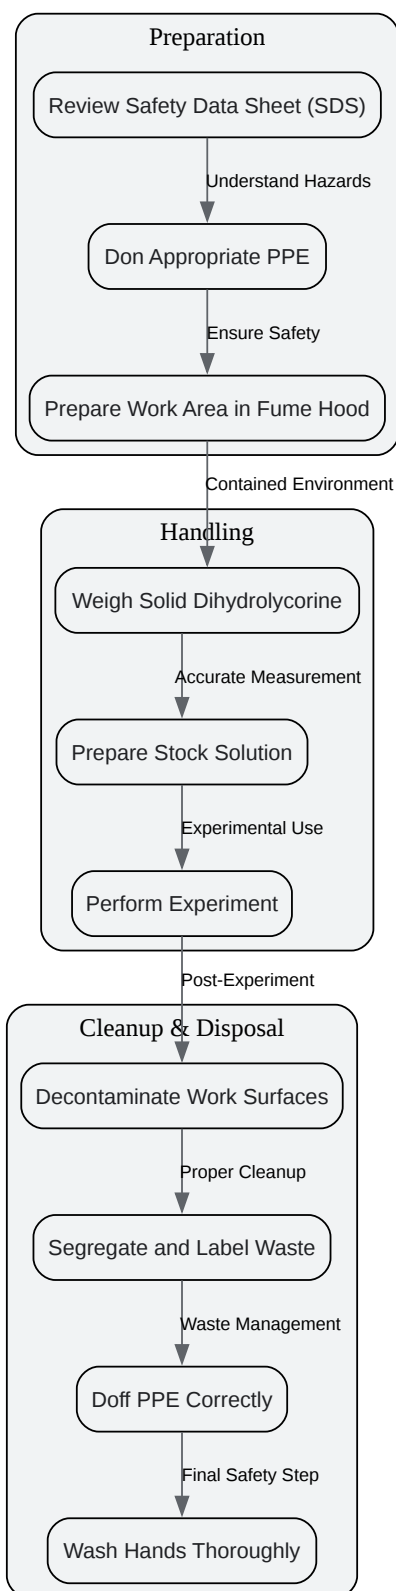 Preparation
Review Safety Data Sheet (SDS)
Understand Hazards
Don Appropriate PPE
Ensure Safety
Prepare Work Area in Fume Hood
Contained Environment
Handling
Weigh Solid Dihydrolycorine
Accurate Measurement
Prepare Stock Solution
Experimental Use
Perform Experiment
Post-Experiment
Cleanup & Disposal
Decontaminate Work Surfaces
Proper Cleanup
Segregate and Label Waste
Waste Management
Doff PPE Correctly
Final Safety Step
Wash Hands Thoroughly